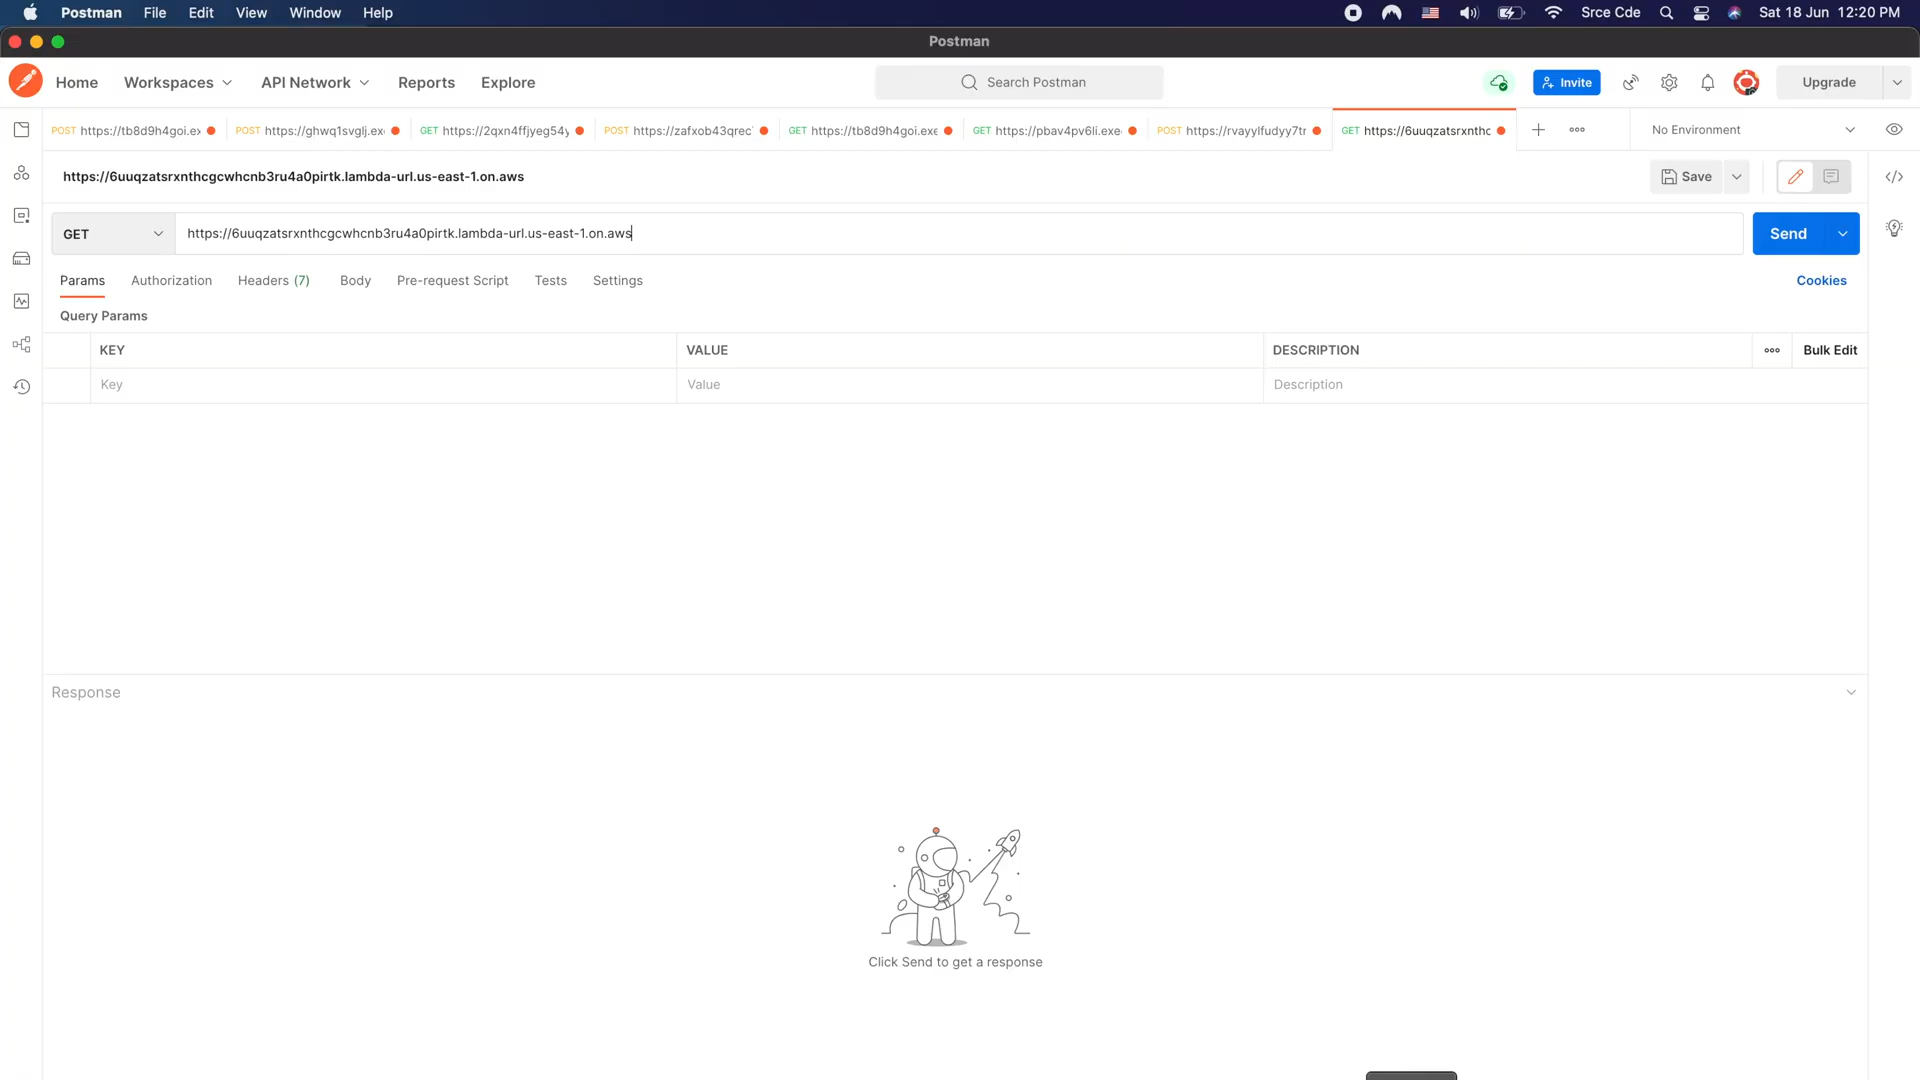 Postman File Edit View Window Help Srce Cde Sat 18 Jun 12:20 PM
Postman
Home Workspaces API Network Reports Explore Search Postman Invite Upgrade
POST https://tb8d9h4goi.ex POST https://ghwq1svglj.exe GET https://2qxn4ffjyeg54y POST https://zafxob43qrec GET https://tb8d9h4goi.exe GET https://pbav4pv6li.exe POST https://rvayylfudyy7tr GET https://6uuqzatsrxnthc No Environment
https://6uuqzatsrxnthcgcwhcnb3ru4a0pirtk.lambda-url.us-east-1.on.aws Save
GET https://6uuqzatsrxnthcgcwhcnb3ru4a0pirtk.lambda-url.us-east-1.on.aws Send
Params Authorization Headers (7) Body Pre-request Script Tests Settings Cookies
Query Params
KEY VALUE DESCRIPTION Bulk Edit
Key Value Description
Response
Click Send to get a response